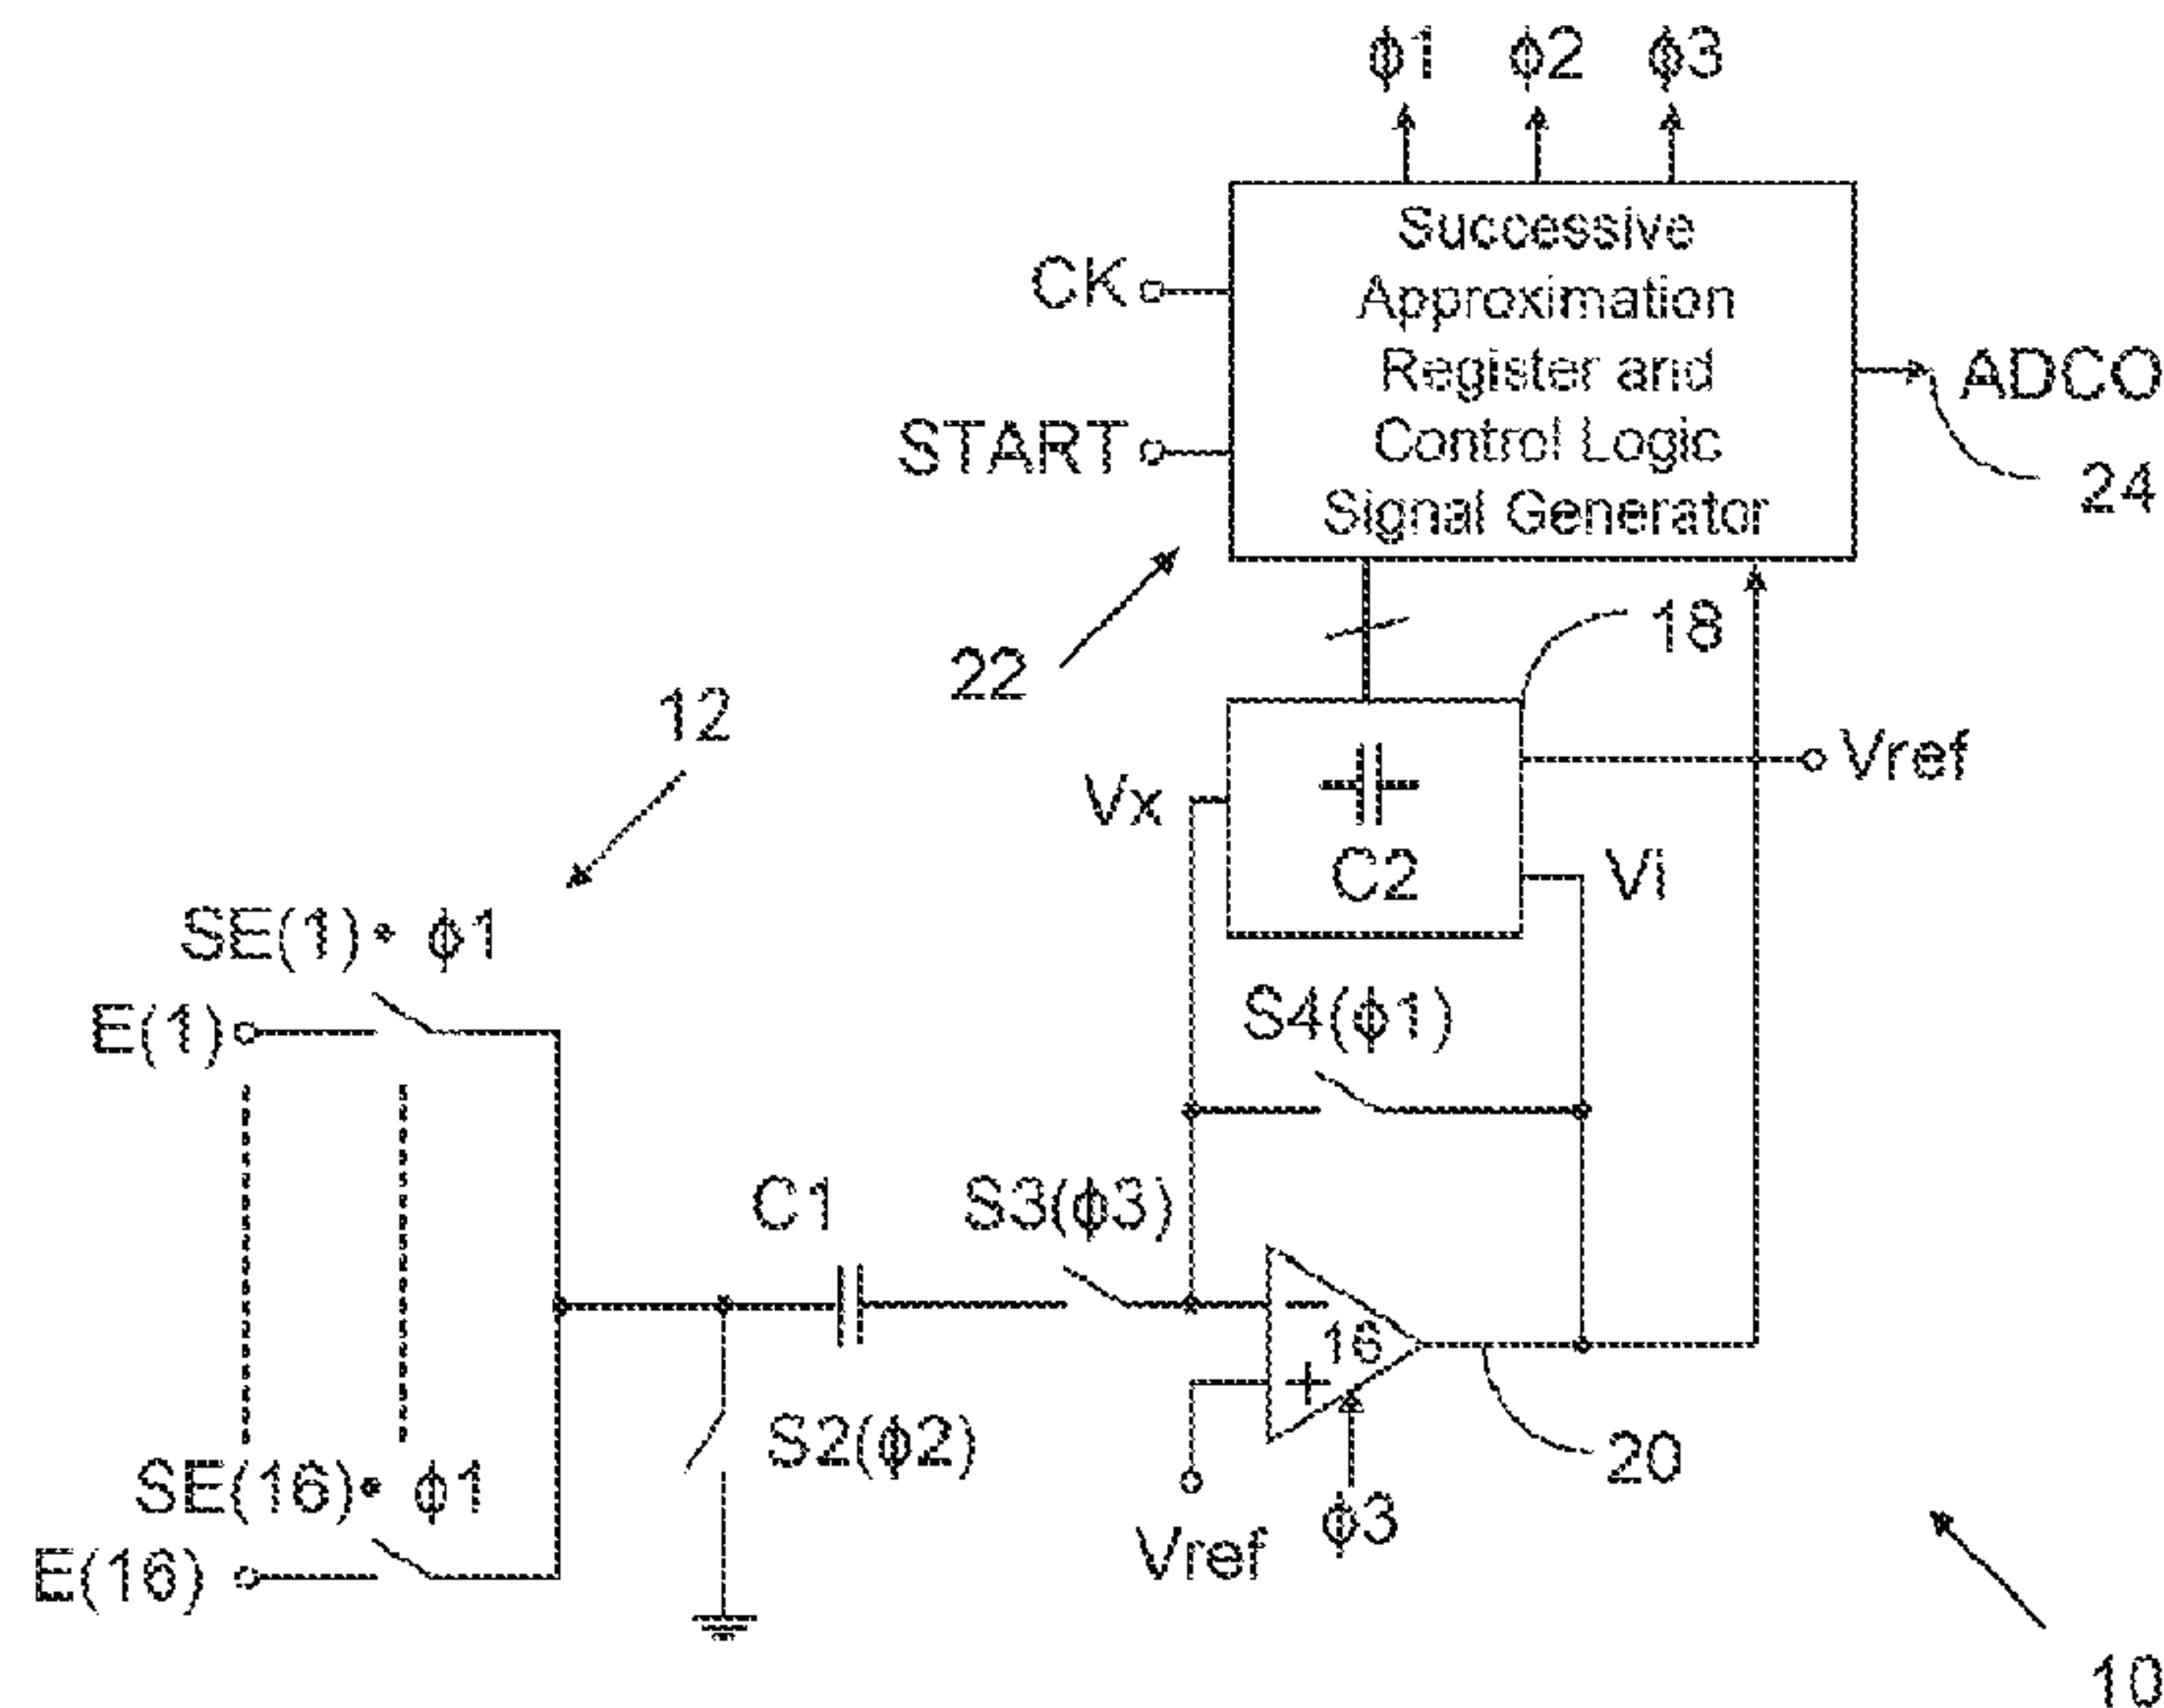 ϕ1 ϕ2 ϕ3
Successive
Approximation
Register and
Control Logic
Signal Generator
CK
START
ADCO
24
22
18
12
Vx
C2
Vref
Vi
SE(1)• ϕ1
E(1)
S4(ϕ1)
C1
S3(ϕ3)
–
16
+
S2(ϕ2)
20
SE(16)• ϕ1
E(16)
Vref
ϕ3
10